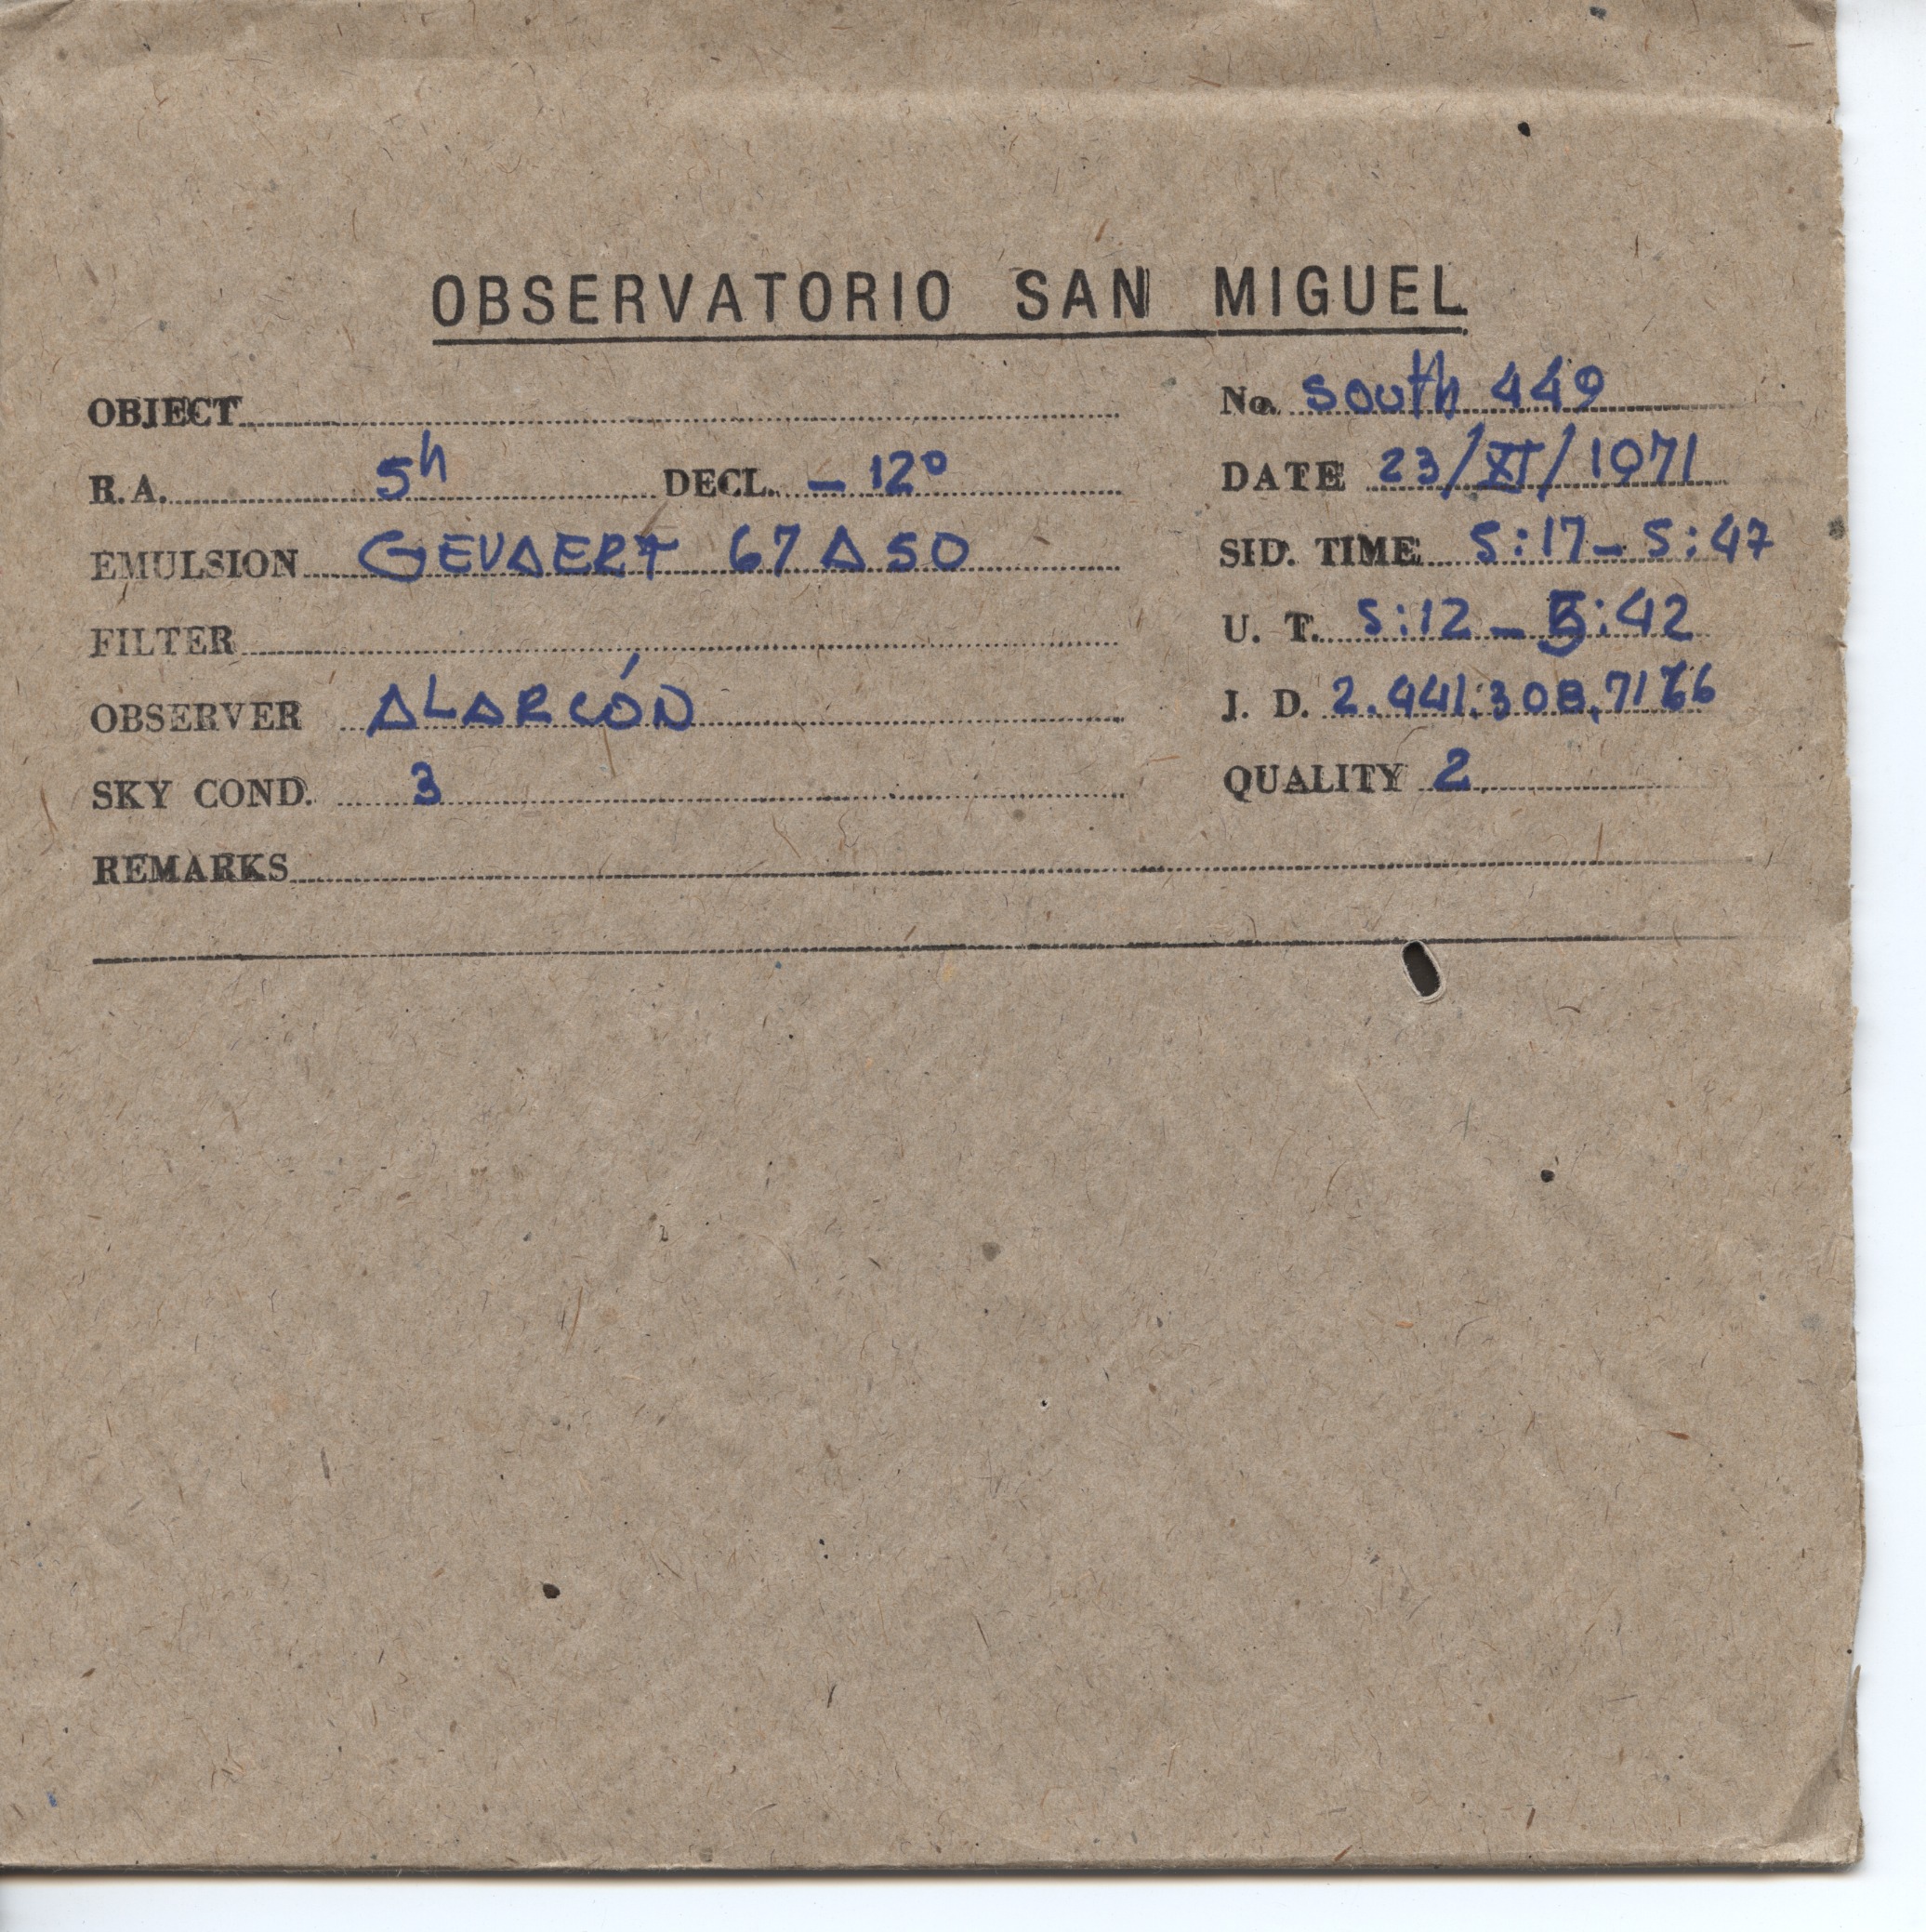 OBSERVATORIO SAN MIGUEL
OBJECT
No. South 449
R.A. 5h DECL. - 12°
DATE 23/XI/1971
EMULSION GEVAERT 67A50
SID. TIME 5:17 - 5:47
FILTER
U. T. 5:12 - 5:42
OBSERVER ALARCÓN
J. D. 2.441.308,7166
SKY COND. 3
QUALITY 2
REMARKS